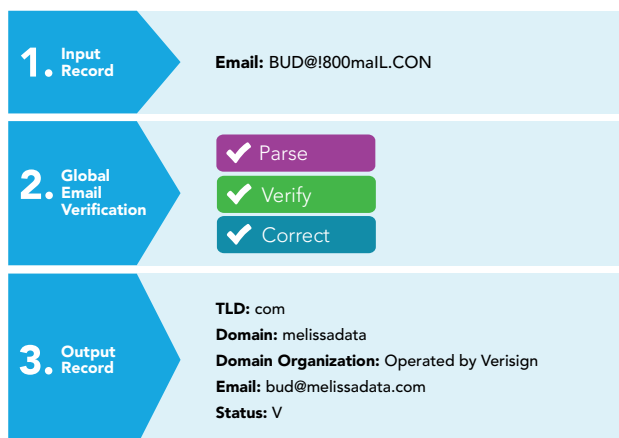 1. Input Record
Email: BUD@!800maIL.CON
2. Global Email Verification
Parse
Verify
Correct
3. Output Record
TLD: com
Domain: melissadata
Domain Organization: Operated by Verisign
Email: bud@melissadata.com
Status: V